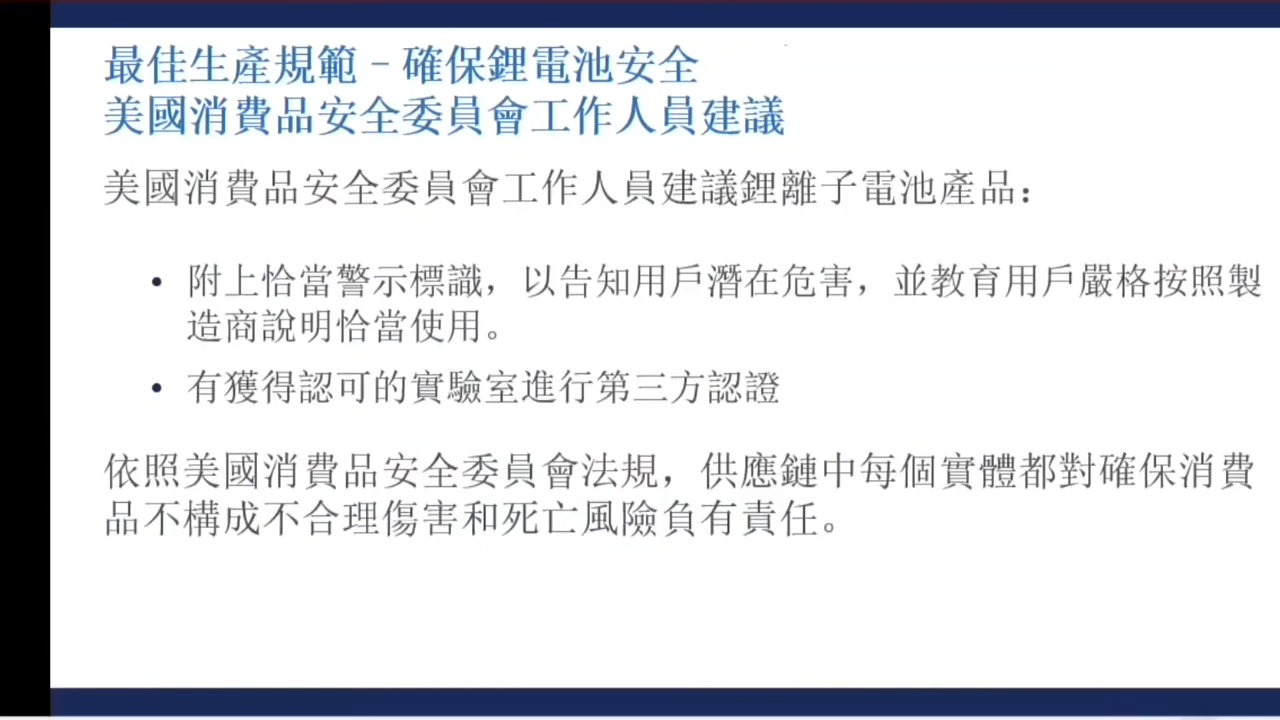 最佳生產規範 – 確保鋰電池安全
美國消費品安全委員會工作人員建議
美國消費品安全委員會工作人員建議鋰離子電池產品：
• 附上恰當警示標識，以告知用戶潛在危害，並教育用戶嚴格按照製
造商說明恰當使用。
• 有獲得認可的實驗室進行第三方認證
依照美國消費品安全委員會法規，供應鏈中每個實體都對確保消費
品不構成不合理傷害和死亡風險負有責任。